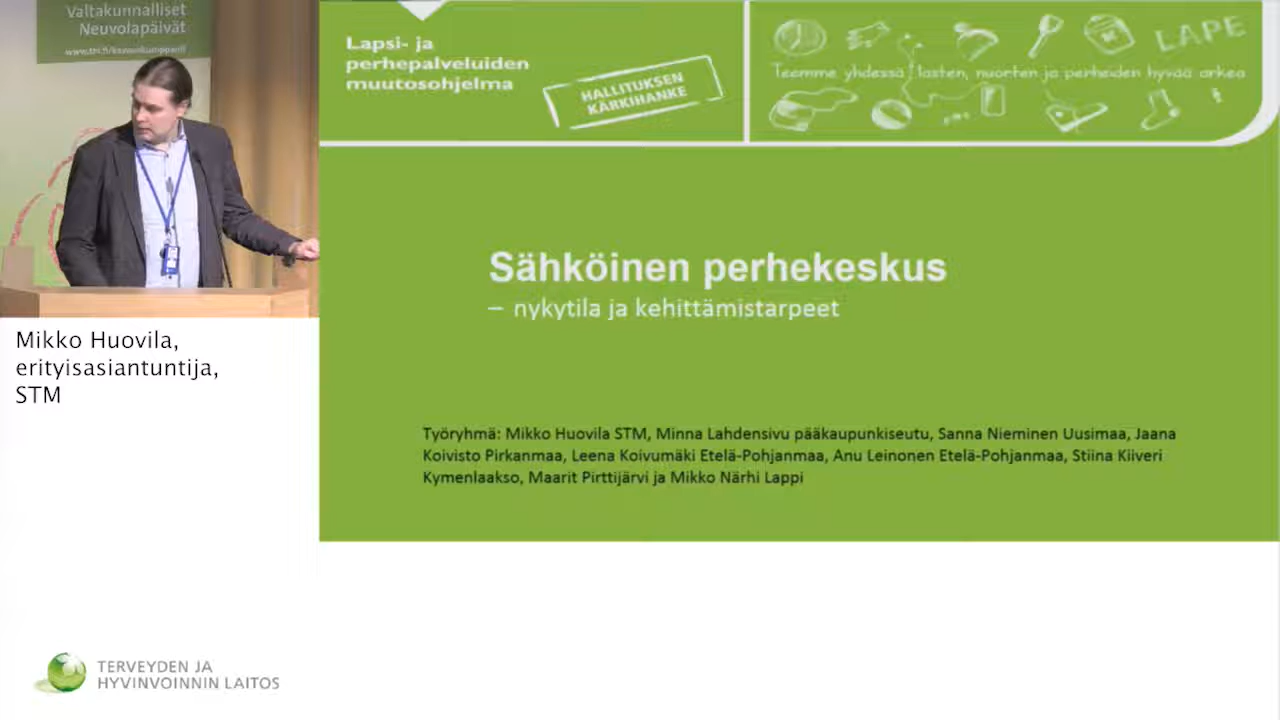 Valtakunnalliset
Neuvolapäivät
Lapsi- ja
perhepalveluiden
muutosohjelma
HALLITUKSEN
KÄRKIHANKE
LAPE
Teemme yhdessä lasten, nuorten ja perheiden hyvää arkea
Sähköinen perhekeskus
– nykytila ja kehittämistarpeet
Mikko Huovila,
erityisasiantuntija,
STM
Työryhmä: Mikko Huovila STM, Minna Lahdensivu pääkaupunkiseutu, Sanna Nieminen Uusimaa, Jaana
Koivisto Pirkanmaa, Leena Koivumäki Etelä-Pohjanmaa, Anu Leinonen Etelä-Pohjanmaa, Stiina Kiiveri
Kymenlaakso, Maarit Pirttijärvi ja Mikko Närhi Lappi
TERVEYDEN JA
HYVINVOINNIN LAITOS